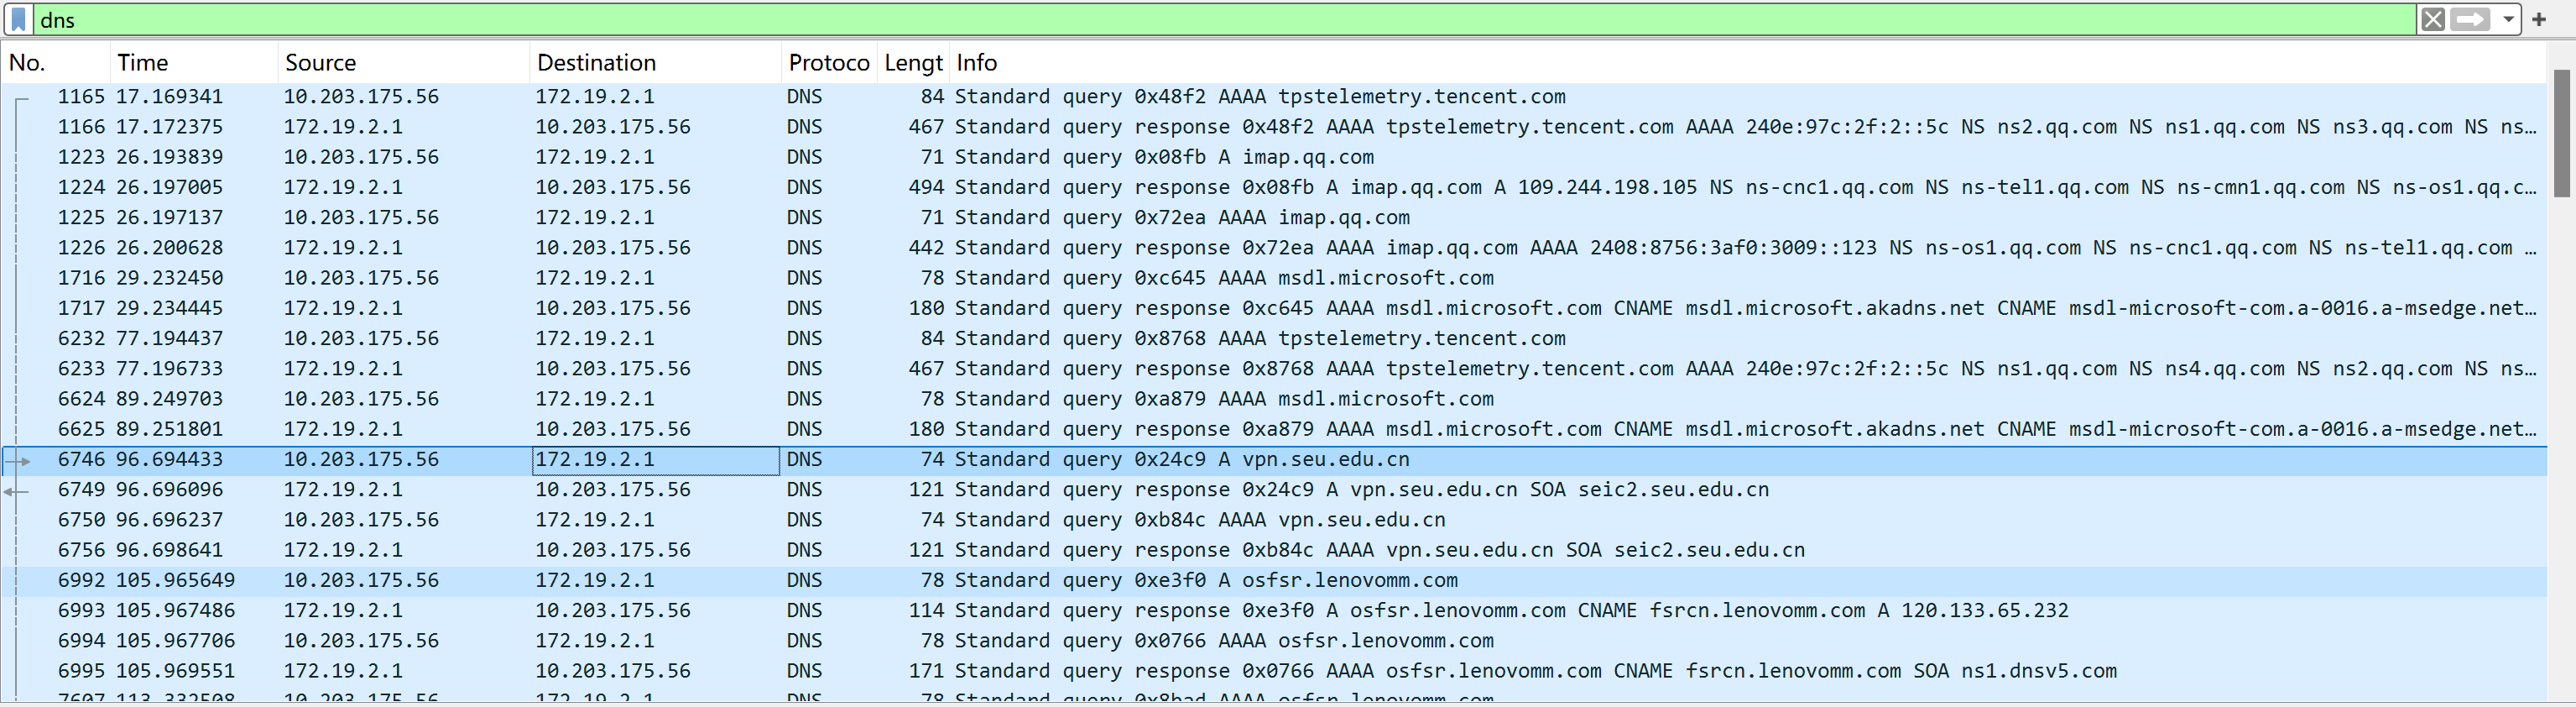 dns
No. Time Source Destination Protoco Lengt Info
1165 17.169341 10.203.175.56 172.19.2.1 DNS 84 Standard query 0x48f2 AAAA tpstelemetry.tencent.com
1166 17.172375 172.19.2.1 10.203.175.56 DNS 467 Standard query response 0x48f2 AAAA tpstelemetry.tencent.com AAAA 240e:97c:2f:2::5c NS ns2.qq.com NS ns1.qq.com NS ns3.qq.com NS ns…
1223 26.193839 10.203.175.56 172.19.2.1 DNS 71 Standard query 0x08fb A imap.qq.com
1224 26.197005 172.19.2.1 10.203.175.56 DNS 494 Standard query response 0x08fb A imap.qq.com A 109.244.198.105 NS ns-cnc1.qq.com NS ns-tel1.qq.com NS ns-cmn1.qq.com NS ns-os1.qq.c…
1225 26.197137 10.203.175.56 172.19.2.1 DNS 71 Standard query 0x72ea AAAA imap.qq.com
1226 26.200628 172.19.2.1 10.203.175.56 DNS 442 Standard query response 0x72ea AAAA imap.qq.com AAAA 2408:8756:3af0:3009::123 NS ns-os1.qq.com NS ns-cnc1.qq.com NS ns-tel1.qq.com …
1716 29.232450 10.203.175.56 172.19.2.1 DNS 78 Standard query 0xc645 AAAA msdl.microsoft.com
1717 29.234445 172.19.2.1 10.203.175.56 DNS 180 Standard query response 0xc645 AAAA msdl.microsoft.com CNAME msdl.microsoft.akadns.net CNAME msdl-microsoft-com.a-0016.a-msedge.net…
6232 77.194437 10.203.175.56 172.19.2.1 DNS 84 Standard query 0x8768 AAAA tpstelemetry.tencent.com
6233 77.196733 172.19.2.1 10.203.175.56 DNS 467 Standard query response 0x8768 AAAA tpstelemetry.tencent.com AAAA 240e:97c:2f:2::5c NS ns1.qq.com NS ns4.qq.com NS ns2.qq.com NS ns…
6624 89.249703 10.203.175.56 172.19.2.1 DNS 78 Standard query 0xa879 AAAA msdl.microsoft.com
6625 89.251801 172.19.2.1 10.203.175.56 DNS 180 Standard query response 0xa879 AAAA msdl.microsoft.com CNAME msdl.microsoft.akadns.net CNAME msdl-microsoft-com.a-0016.a-msedge.net…
6746 96.694433 10.203.175.56 172.19.2.1 DNS 74 Standard query 0x24c9 A vpn.seu.edu.cn
6749 96.696096 172.19.2.1 10.203.175.56 DNS 121 Standard query response 0x24c9 A vpn.seu.edu.cn SOA seic2.seu.edu.cn
6750 96.696237 10.203.175.56 172.19.2.1 DNS 74 Standard query 0xb84c AAAA vpn.seu.edu.cn
6756 96.698641 172.19.2.1 10.203.175.56 DNS 121 Standard query response 0xb84c AAAA vpn.seu.edu.cn SOA seic2.seu.edu.cn
6992 105.965649 10.203.175.56 172.19.2.1 DNS 78 Standard query 0xe3f0 A osfsr.lenovomm.com
6993 105.967486 172.19.2.1 10.203.175.56 DNS 114 Standard query response 0xe3f0 A osfsr.lenovomm.com CNAME fsrcn.lenovomm.com A 120.133.65.232
6994 105.967706 10.203.175.56 172.19.2.1 DNS 78 Standard query 0x0766 AAAA osfsr.lenovomm.com
6995 105.969551 172.19.2.1 10.203.175.56 DNS 171 Standard query response 0x0766 AAAA osfsr.lenovomm.com CNAME fsrcn.lenovomm.com SOA ns1.dnsv5.com
10.203.175.56 172.19.2.1 DNS 78 Standard query AAAA osfsr.lenovomm.com